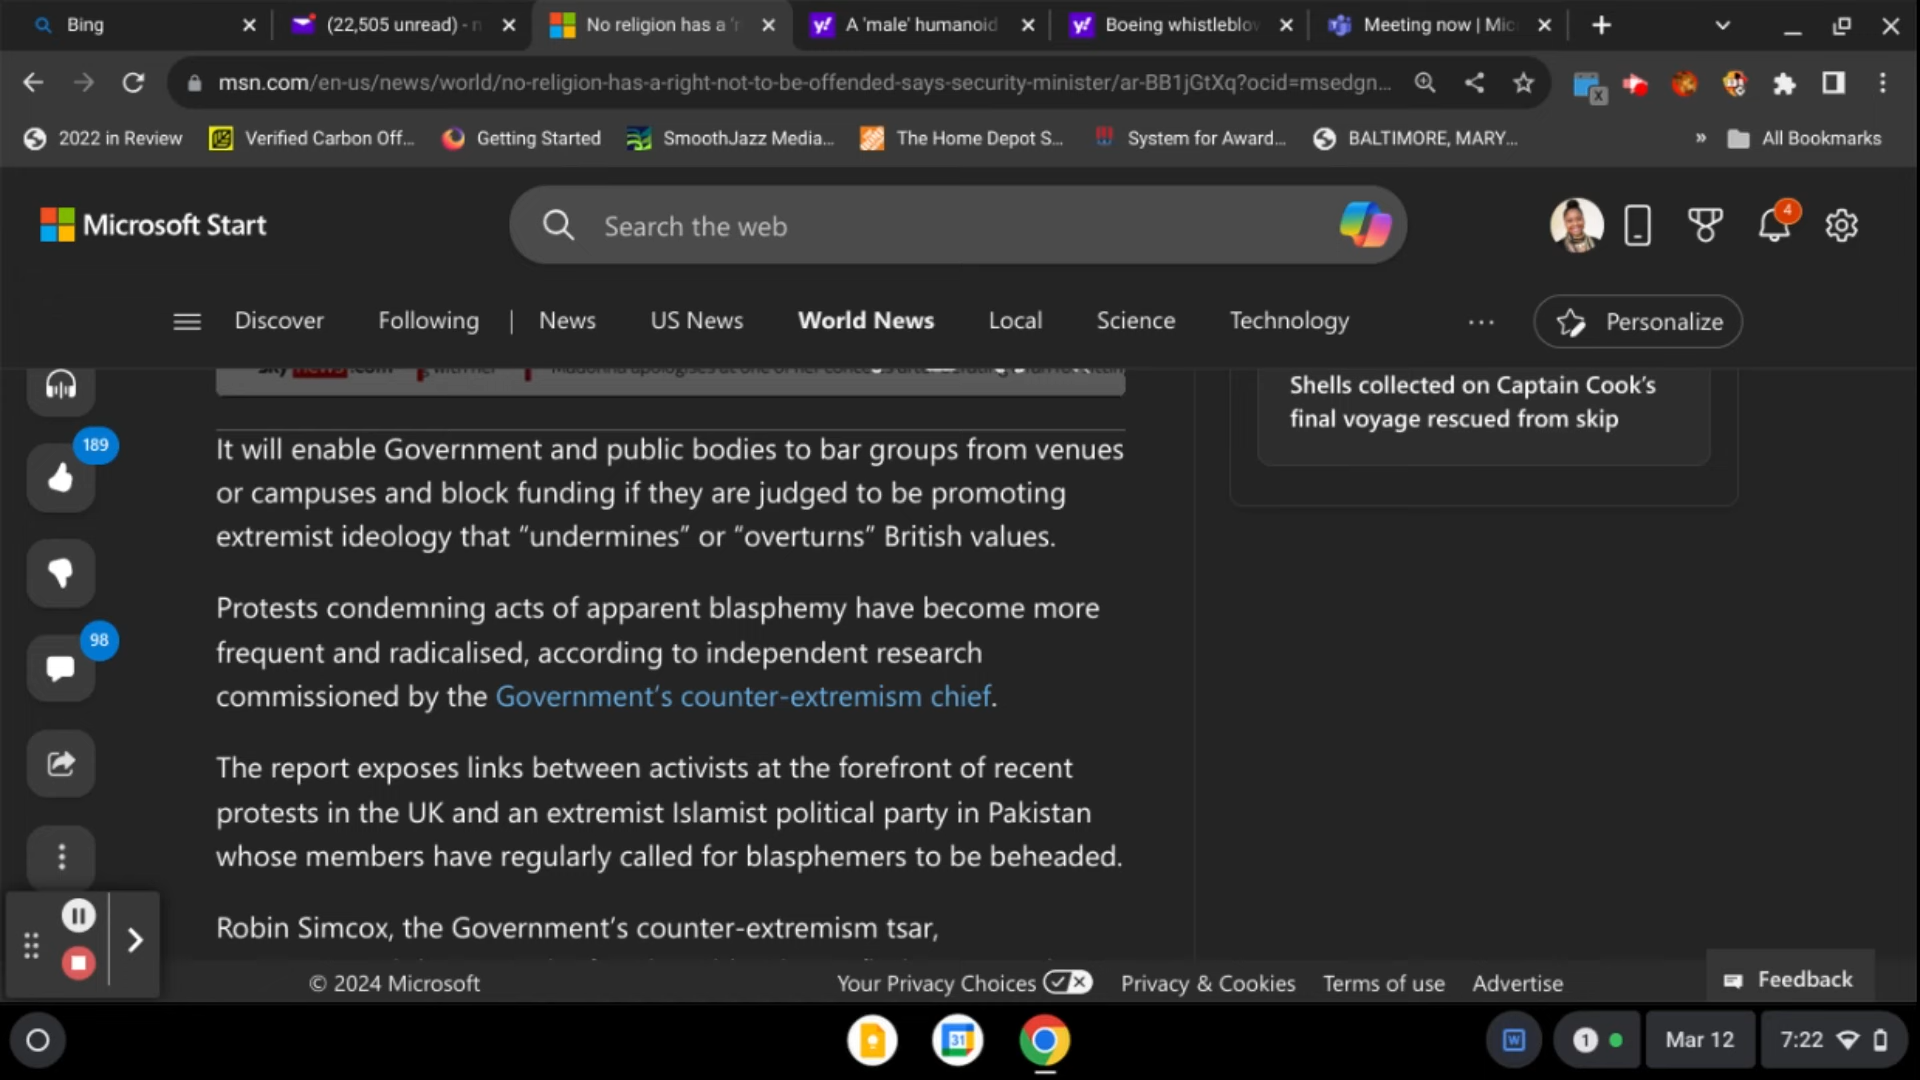 Bing
(22,505 unread) - n
No religion has a 'r
A 'male' humanoid
Boeing whistleblov
Meeting now | Mic
msn.com/en-us/news/world/no-religion-has-a-right-not-to-be-offended-says-security-minister/ar-BB1jGtXq?ocid=msedgn...
2022 in Review
Verified Carbon Off...
Getting Started
SmoothJazz Media...
The Home Depot S...
System for Award...
BALTIMORE, MARY...
»
All Bookmarks
Microsoft Start
Search the web
4
Discover
Following
News
US News
World News
Local
Science
Technology
...
Personalize
Shells collected on Captain Cook's
final voyage rescued from skip
189
98
It will enable Government and public bodies to bar groups from venues
or campuses and block funding if they are judged to be promoting
extremist ideology that “undermines” or “overturns” British values.
Protests condemning acts of apparent blasphemy have become more
frequent and radicalised, according to independent research
commissioned by the Government's counter-extremism chief.
The report exposes links between activists at the forefront of recent
protests in the UK and an extremist Islamist political party in Pakistan
whose members have regularly called for blasphemers to be beheaded.
Robin Simcox, the Government's counter-extremism tsar,
© 2024 Microsoft
Your Privacy Choices
Privacy & Cookies
Terms of use
Advertise
Feedback
31
W
1
Mar 12
7:22